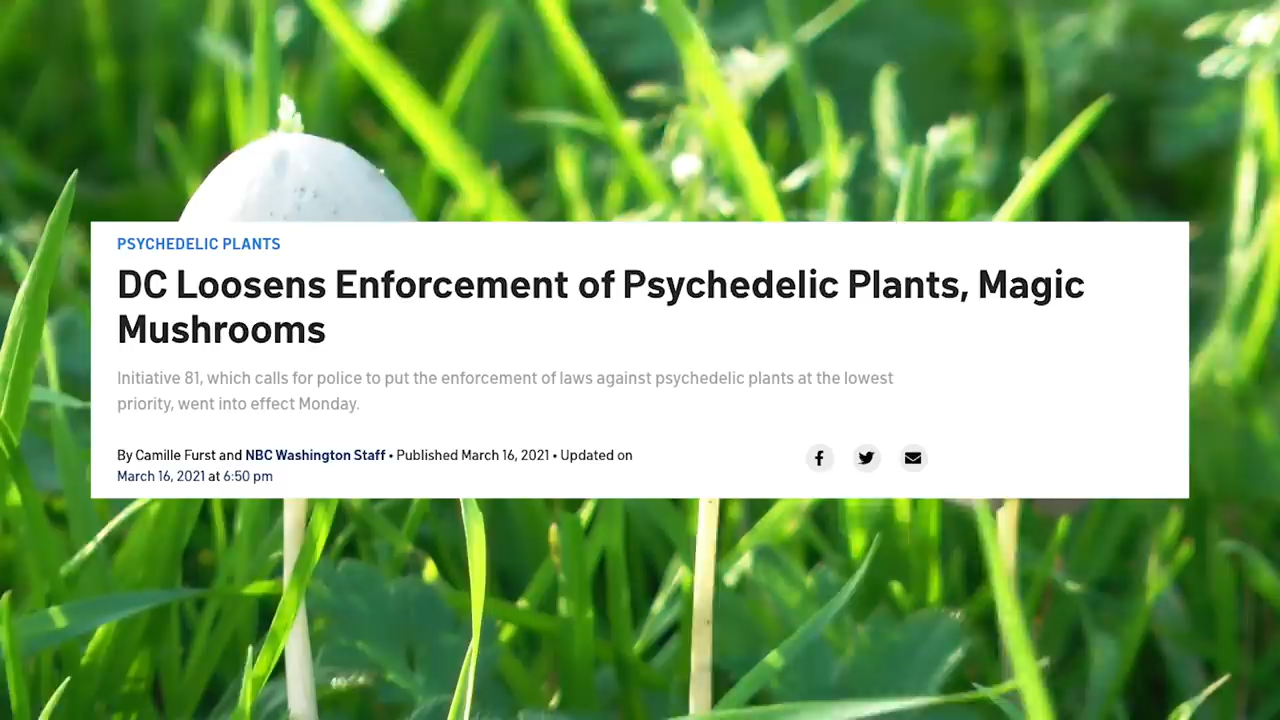 PSYCHEDELIC PLANTS
DC Loosens Enforcement of Psychedelic Plants, Magic
Mushrooms
Initiative 81, which calls for police to put the enforcement of laws against psychedelic plants at the lowest
priority, went into effect Monday.
By Camille Furst and NBC Washington Staff • Published March 16, 2021 • Updated on
March 16, 2021 at 6:50 pm